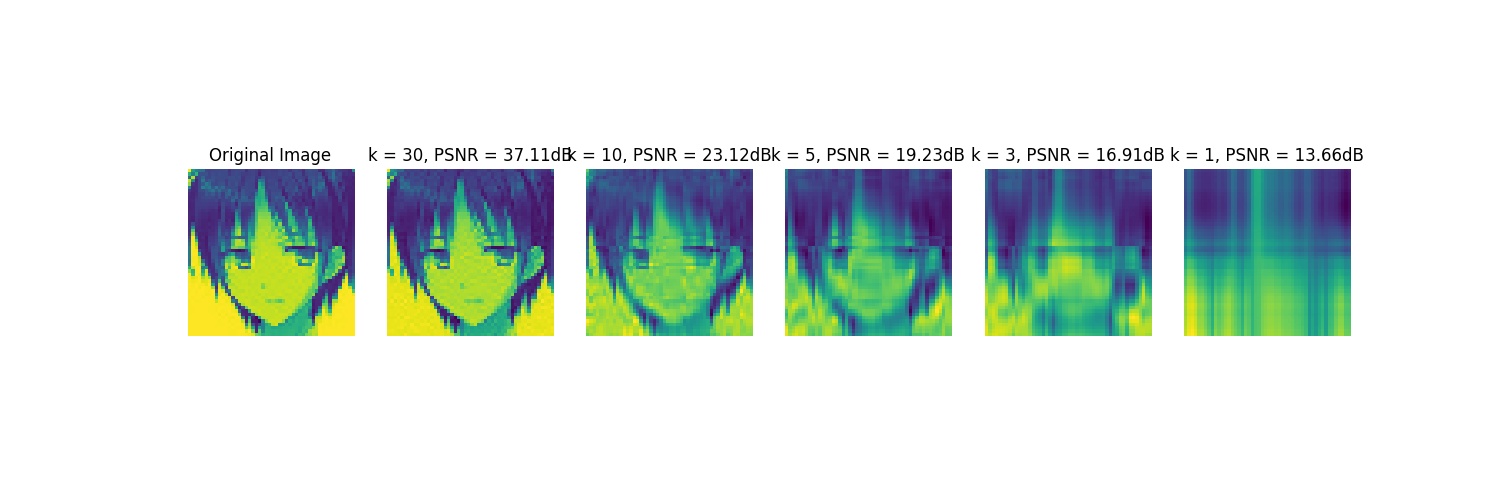 Original Image
k = 30, PSNR = 37.11dB
k = 10, PSNR = 23.12dB
k = 5, PSNR = 19.23dB
k = 3, PSNR = 16.91dB
k = 1, PSNR = 13.66dB